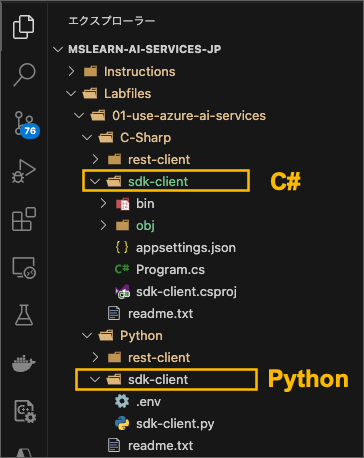 エクスプローラー
MSLEARN-AI-SERVICES-JP
Instructions
Labfiles
01-use-azure-ai-services
C-Sharp
rest-client
sdk-client C#
bin
obj
{} appsettings.json
C# Program.cs
sdk-client.csproj
readme.txt
Python
rest-client
sdk-client Python
.env
sdk-client.py
readme.txt
76